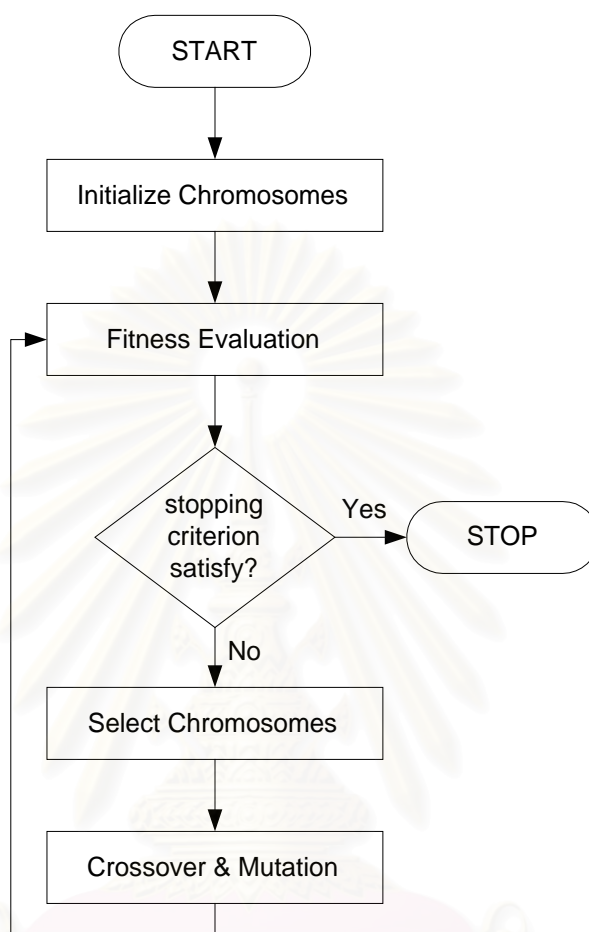 START
Initialize Chromosomes
Fitness Evaluation
stopping
criterion
satisfy?
Yes
STOP
No
Select Chromosomes
Crossover & Mutation